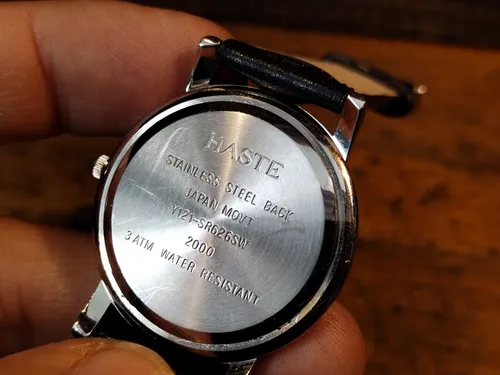 HASTE
STAINLESS STEEL BACK
JAPAN MOVT
Y121-SR626SW
2000
3 ATM WATER RESISTANT